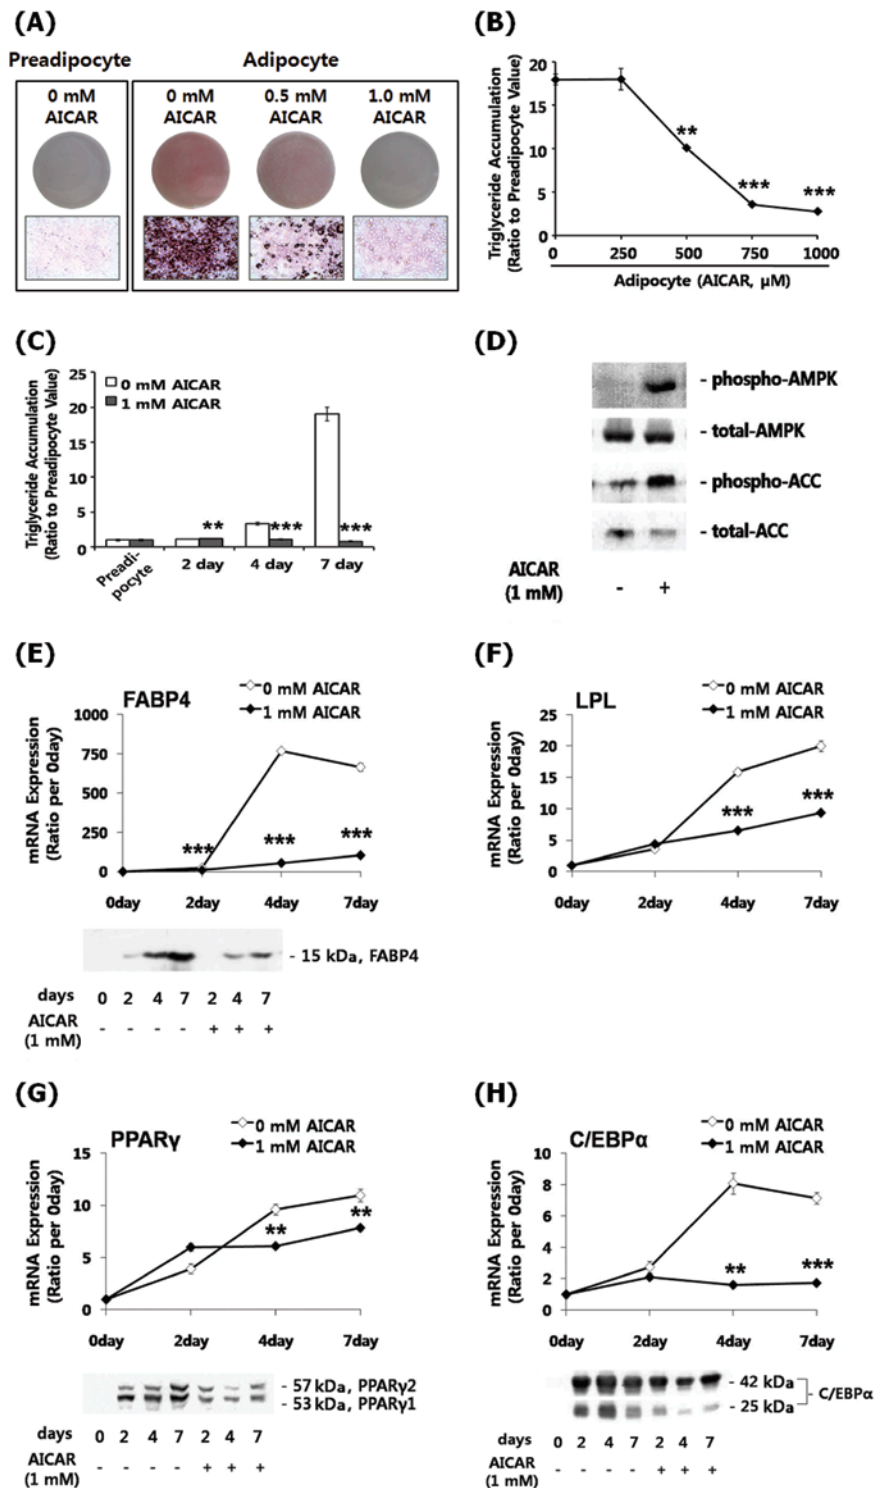 (A)
Preadipocyte
Adipocyte
0 mM
AICAR
0 mM
AICAR
0.5 mM
AICAR
1.0 mM
AICAR
(B)
Triglyceride Accumulation
(Ratio to Preadipocyte Value)
20
15
10
5
0
**
***
***
0
250
500
750
1000
Adipocyte (AICAR, µM)
(C)
Triglyceride Accumulation
(Ratio to Preadipocyte Value)
25
20
15
10
5
0
0 mM AICAR
1 mM AICAR
**
***
***
Preadi-
pocyte
2 day
4 day
7 day
(D)
- phospho-AMPK
- total-AMPK
- phospho-ACC
- total-ACC
AICAR
(1 mM)
- +
(E)
FABP4
0 mM AICAR
1 mM AICAR
mRNA Expression
(Ratio per 0day)
1000
750
500
250
0
***
***
***
0day
2day
4day
7day
- 15 kDa, FABP4
days 0 2 4 7 2 4 7
AICAR
(1 mM)
- - - - + + +
(F)
LPL
0 mM AICAR
1 mM AICAR
mRNA Expression
(Ratio per 0day)
25
20
15
10
5
0
***
***
0day
2day
4day
7day
(G)
PPARγ
0 mM AICAR
1 mM AICAR
mRNA Expression
(Ratio per 0day)
15
10
5
0
**
**
0day
2day
4day
7day
- 57 kDa, PPARγ2
- 53 kDa, PPARγ1
days 0 2 4 7 2 4 7
AICAR
(1 mM)
- - - - + + +
(H)
C/EBPα
0 mM AICAR
1 mM AICAR
mRNA Expression
(Ratio per 0day)
10
8
6
4
2
0
**
***
0day
2day
4day
7day
- 42 kDa
- C/EBPα
- 25 kDa
days 0 2 4 7 2 4 7
AICAR
(1 mM)
- - - - + + +